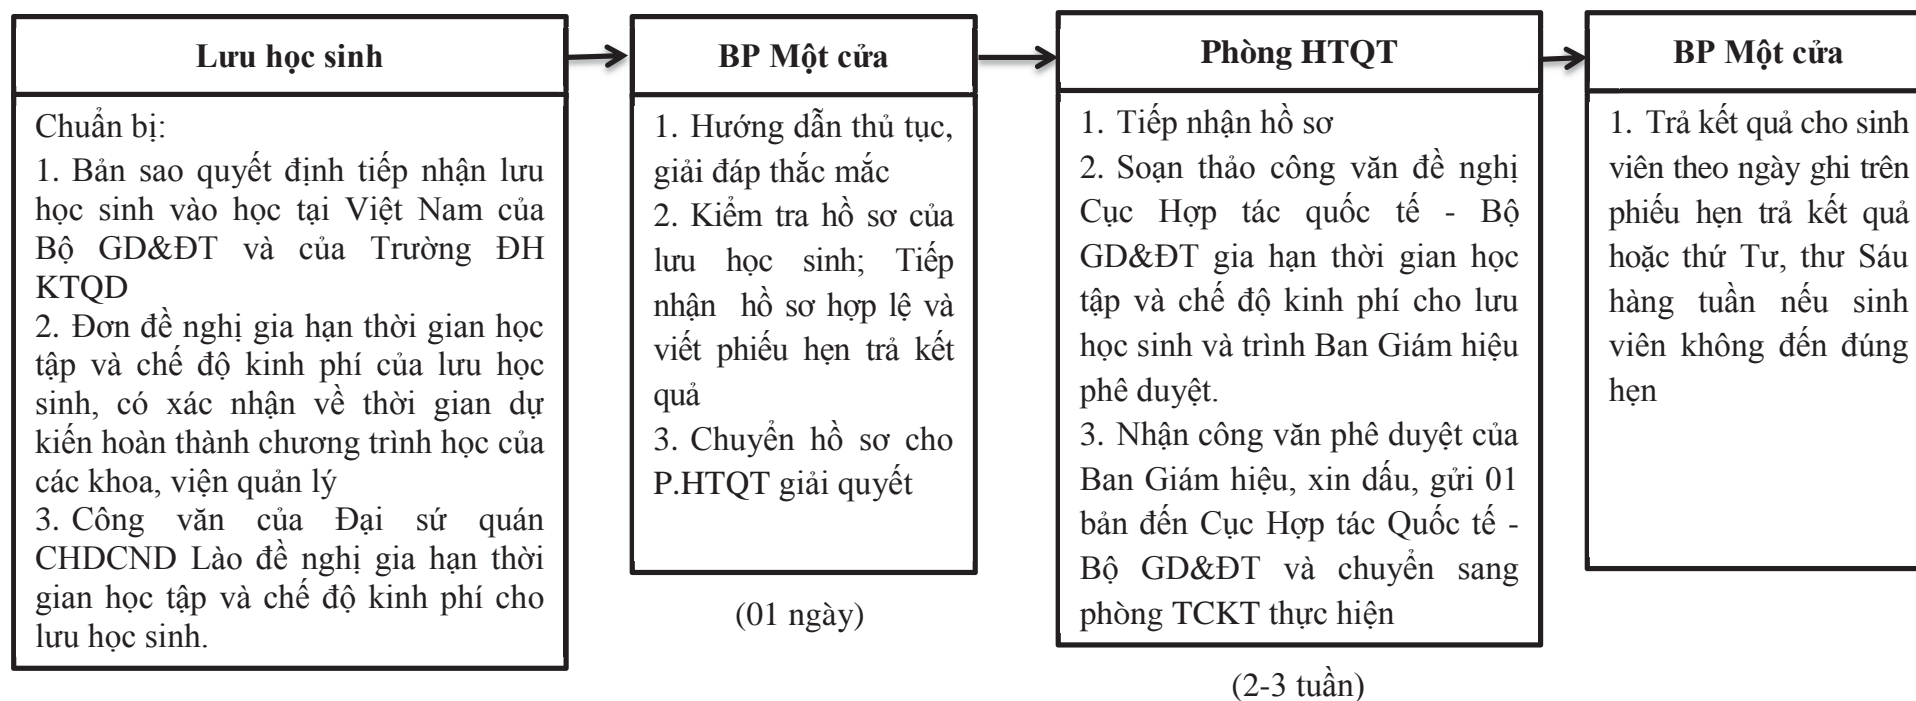 Lưu học sinh
Chuẩn bị:
1. Bản sao quyết định tiếp nhận lưu
học sinh vào học tại Việt Nam của
Bộ GD&ĐT và của Trường ĐH
KTQD
2. Đơn đề nghị gia hạn thời gian học
tập và chế độ kinh phí của lưu học
sinh, có xác nhận về thời gian dự
kiến hoàn thành chương trình học của
các khoa, viện quản lý
3. Công văn của Đại sứ quán
CHDCND Lào đề nghị gia hạn thời
gian học tập và chế độ kinh phí cho
lưu học sinh.
BP Một cửa
1. Hướng dẫn thủ tục,
giải đáp thắc mắc
2. Kiểm tra hồ sơ của
lưu học sinh; Tiếp
nhận hồ sơ hợp lệ và
viết phiếu hẹn trả kết
quả
3. Chuyển hồ sơ cho
P.HTQT giải quyết
(01 ngày)
Phòng HTQT
1. Tiếp nhận hồ sơ
2. Soạn thảo công văn đề nghị
Cục Hợp tác quốc tế - Bộ
GD&ĐT gia hạn thời gian học
tập và chế độ kinh phí cho lưu
học sinh và trình Ban Giám hiệu
phê duyệt.
3. Nhận công văn phê duyệt của
Ban Giám hiệu, xin dấu, gửi 01
bản đến Cục Hợp tác Quốc tế -
Bộ GD&ĐT và chuyển sang
phòng TCKT thực hiện
(2-3 tuần)
BP Một cửa
1. Trả kết quả cho sinh
viên theo ngày ghi trên
phiếu hẹn trả kết quả
hoặc thứ Tư, thư Sáu
hàng tuần nếu sinh
viên không đến đúng
hẹn